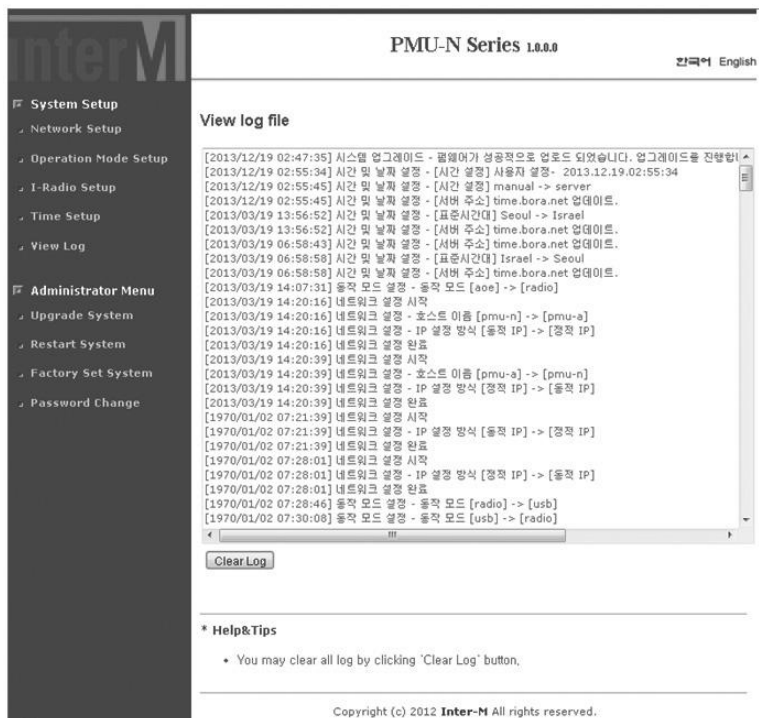 inter M
PMU-N Series 1.0.0.0
한국어 English
System Setup
Network Setup
Operation Mode Setup
I-Radio Setup
Time Setup
View Log
Administrator Menu
Upgrade System
Restart System
Factory Set System
Password Change
View log file
[2013/12/19 02:47:35] 시스템 업그레이드 - 펌웨어가 성공적으로 업로드 되었습니다. 업그레이드를 진행합니
[2013/12/19 02:55:34] 시간 및 날짜 설정 - [시간 설정] 사용자 설정- 2013.12.19.02:55:34
[2013/12/19 02:55:45] 시간 및 날짜 설정 - [시간 설정] manual -> server
[2013/12/19 02:55:45] 시간 및 날짜 설정 - [서버 주소] time.bora.net 업데이트.
[2013/03/19 13:56:52] 시간 및 날짜 설정 - [표준시간대] Seoul -> Israel
[2013/03/19 13:56:52] 시간 및 날짜 설정 - [서버 주소] time.bora.net 업데이트.
[2013/03/19 06:58:43] 시간 및 날짜 설정 - [서버 주소] time.bora.net 업데이트.
[2013/03/19 06:58:58] 시간 및 날짜 설정 - [표준시간대] Israel -> Seoul
[2013/03/19 06:58:58] 시간 및 날짜 설정 - [서버 주소] time.bora.net 업데이트.
[2013/03/19 14:07:31] 동작 모드 설정 - 동작 모드 [aoe] -> [radio]
[2013/03/19 14:20:16] 네트워크 설정 시작
[2013/03/19 14:20:16] 네트워크 설정 - 호스트 이름 [pmu-n] -> [pmu-a]
[2013/03/19 14:20:16] 네트워크 설정 - IP 설정 방식 [동적 IP] -> [정적 IP]
[2013/03/19 14:20:16] 네트워크 설정 완료
[2013/03/19 14:20:39] 네트워크 설정 시작
[2013/03/19 14:20:39] 네트워크 설정 - 호스트 이름 [pmu-a] -> [pmu-n]
[2013/03/19 14:20:39] 네트워크 설정 - IP 설정 방식 [정적 IP] -> [동적 IP]
[2013/03/19 14:20:39] 네트워크 설정 완료
[1970/01/02 07:21:39] 네트워크 설정 시작
[1970/01/02 07:21:39] 네트워크 설정 - IP 설정 방식 [동적 IP] -> [정적 IP]
[1970/01/02 07:21:39] 네트워크 설정 완료
[1970/01/02 07:28:01] 네트워크 설정 시작
[1970/01/02 07:28:01] 네트워크 설정 - IP 설정 방식 [정적 IP] -> [동적 IP]
[1970/01/02 07:28:01] 네트워크 설정 완료
[1970/01/02 07:28:46] 동작 모드 설정 - 동작 모드 [radio] -> [usb]
[1970/01/02 07:30:08] 동작 모드 설정 - 동작 모드 [usb] -> [radio]
Clear Log
* Help&Tips
• You may clear all log by clicking `Clear Log` button,
Copyright (c) 2012 Inter-M All rights reserved.